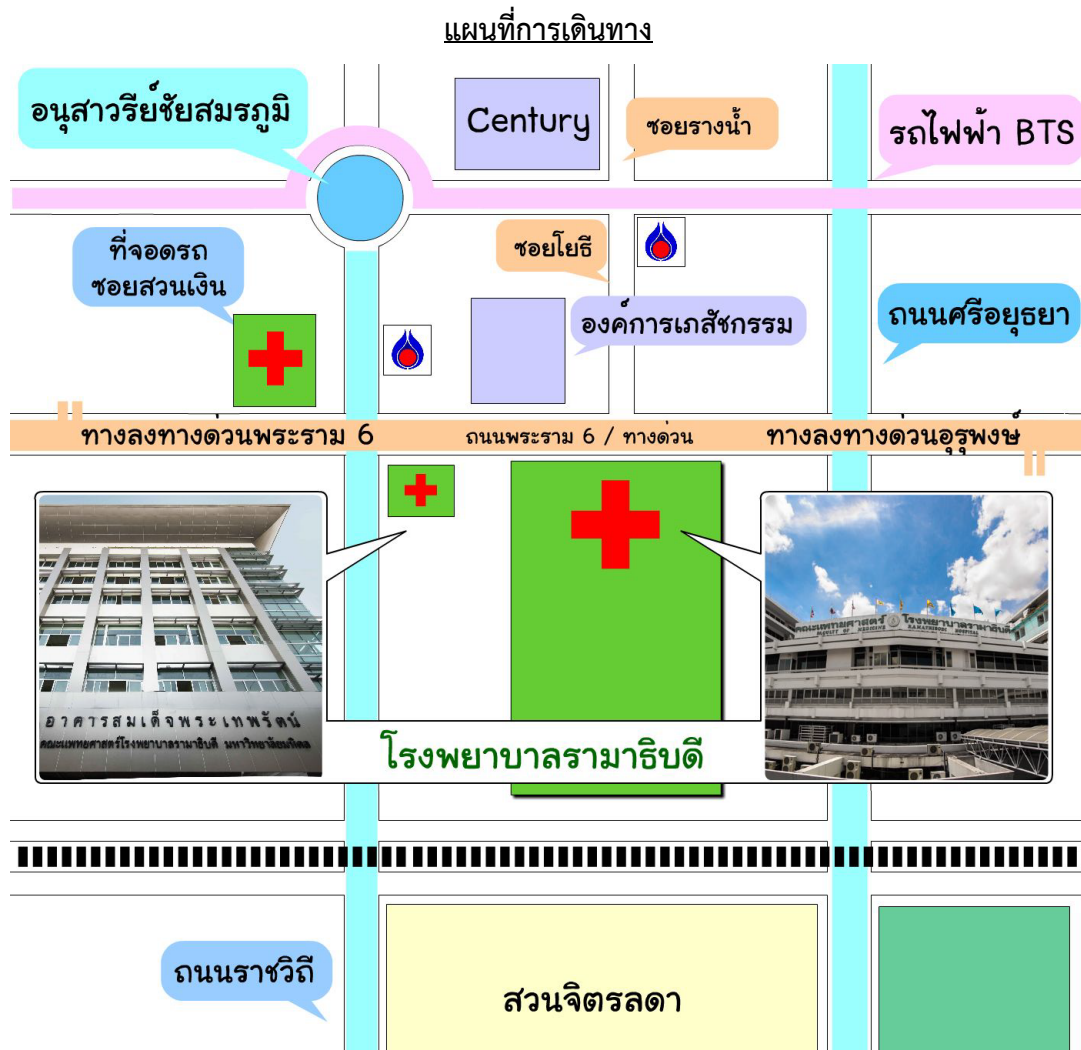 แผนที่การเดินทาง
อนุสาวรีย์ชัยสมรภูมิ
Century
ซอยรางน้ำ
รถไฟฟ้า BTS
ที่จอดรถ
ซอยสวนเงิน
ซอยโยธี
องค์การเภสัชกรรม
ถนนศรีอยุธยา
"ทางลงทางด่วนพระราม 6
ถนนพระราม 6 / ทางด่วน
ทางลงทางด่วนอุรุพงษ์"
อาคารสมเด็จพระเทพรัตน์
คณะแพทยศาสตร์โรงพยาบาลรามาธิบดี มหาวิทยาลัยมหิดล
คณะแพทยศาสตร์ โรงพยาบาลรามาธิบดี
FACULTY OF MEDICINE RAMATHIBODI HOSPITAL
โรงพยาบาลรามาธิบดี
ถนนราชวิถี
สวนจิตรลดา